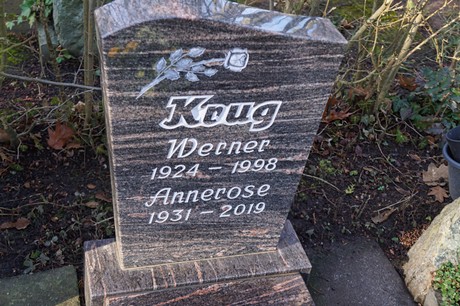 Krug
Werner
1924 – 1998
Annerose
1931 – 2019